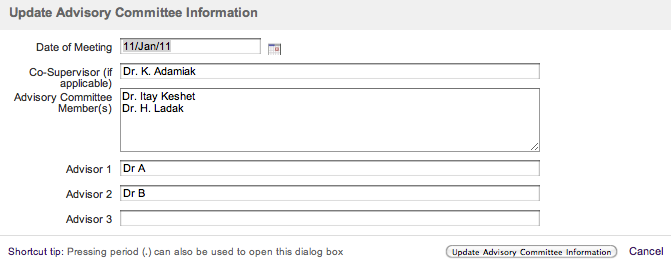 Update Advisory Committee Information
Date of Meeting 11/Jan/11
Co-Supervisor (if applicable) Dr. K. Adamiak
Advisory Committee Member(s) Dr. Itay Keshet
Dr. H. Ladak
Advisor 1 Dr A
Advisor 2 Dr B
Advisor 3
Shortcut tip: Pressing period (.) can also be used to open this dialog box
Update Advisory Committee Information Cancel